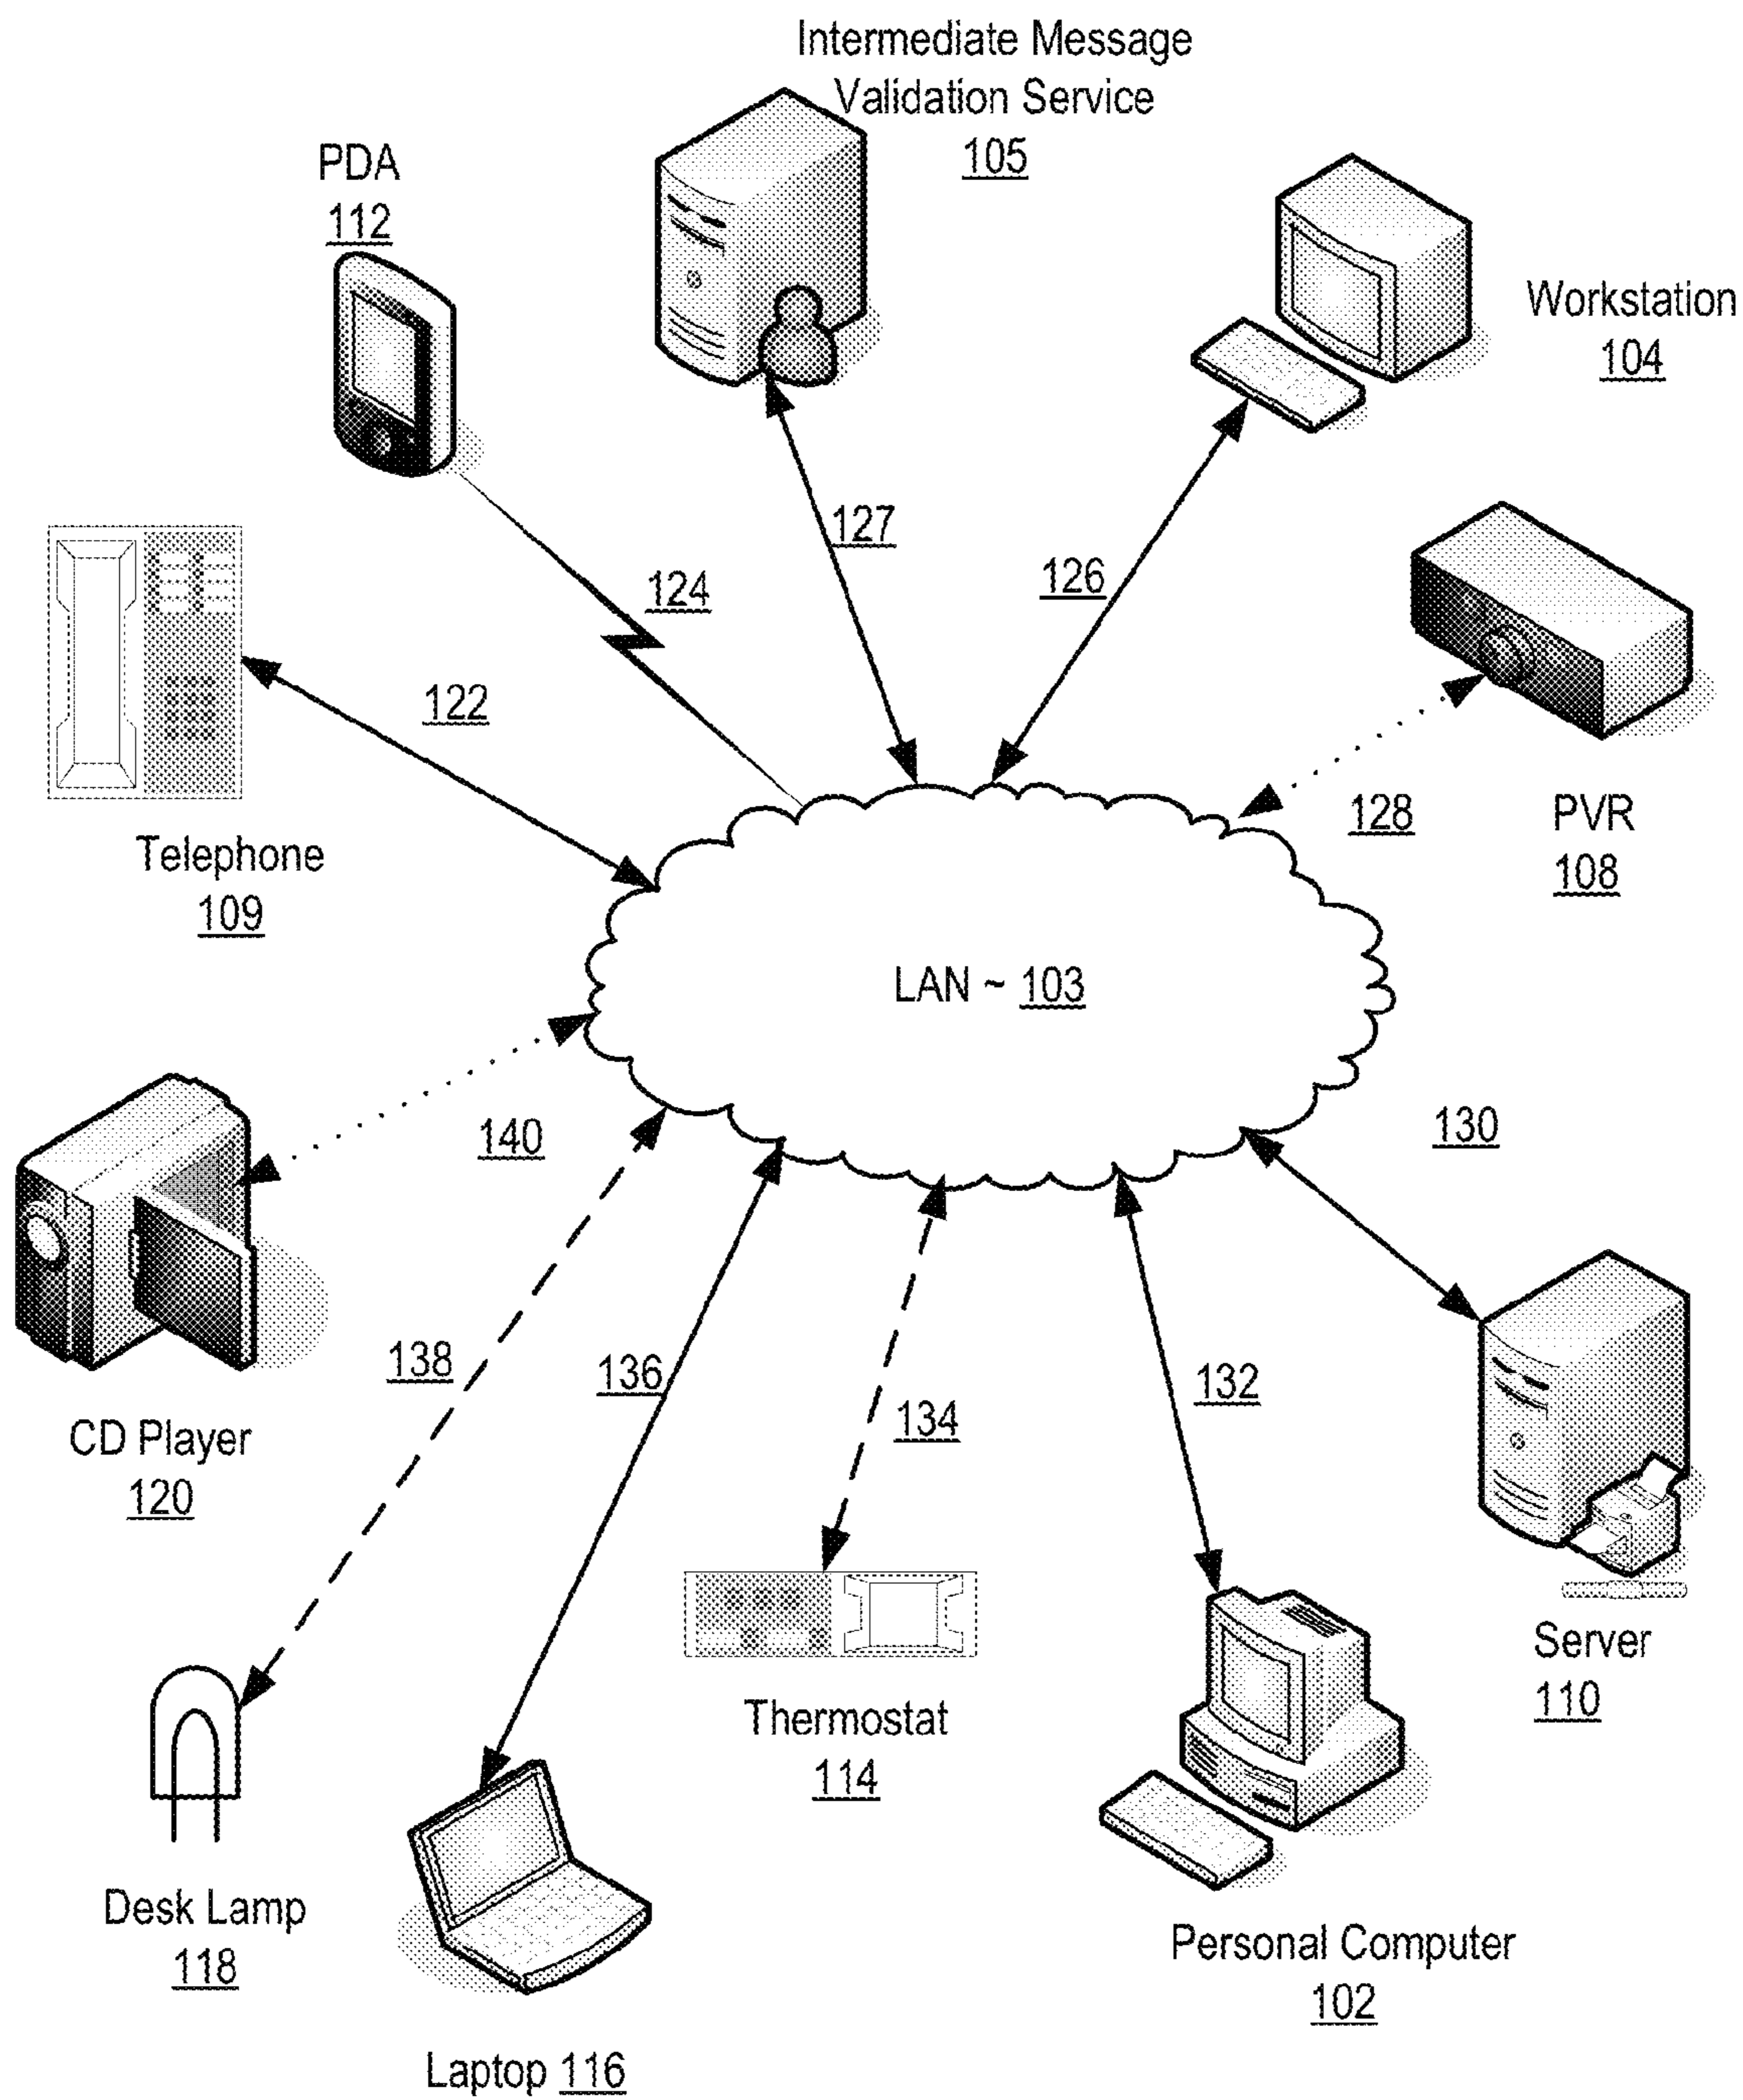 Intermediate Message
Validation Service
105
PDA
112
Workstation
104
127
126
124
122
128
PVR
108
Telephone
109
LAN ~ 103
140
130
138
136
134
132
CD Player
120
Server
110
Thermostat
114
Desk Lamp
118
Personal Computer
102
Laptop 116